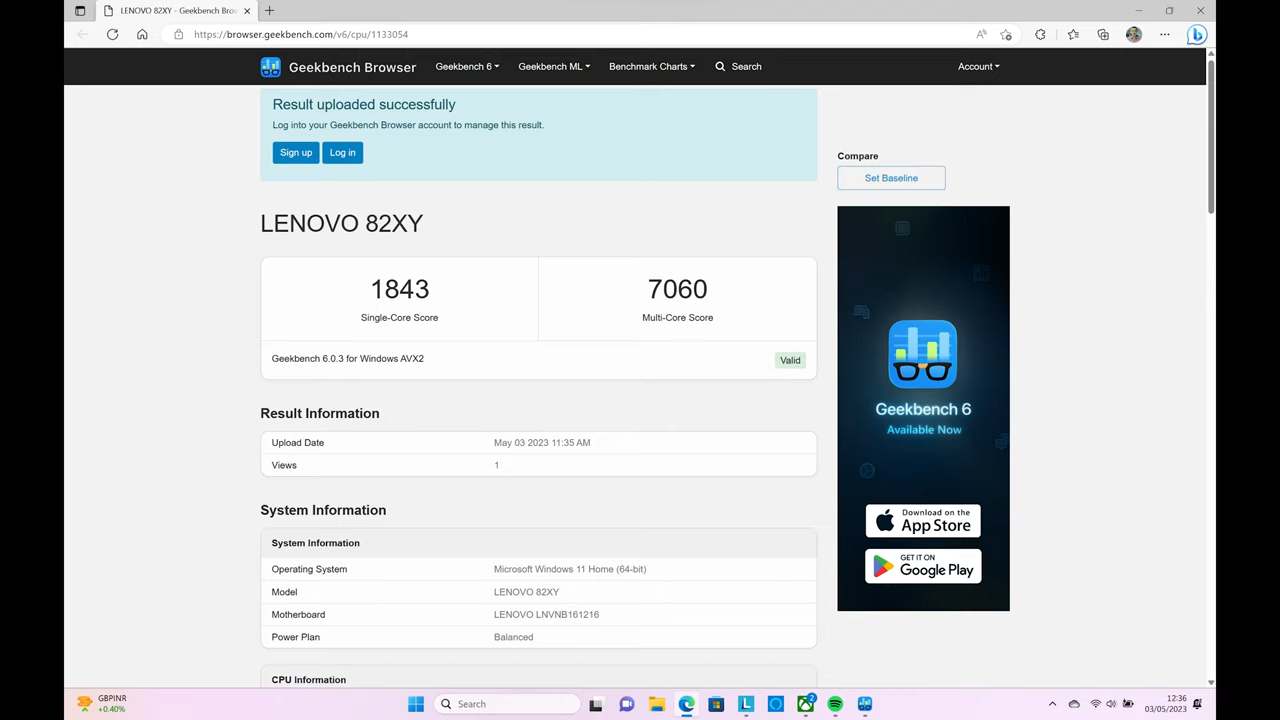 LENOVO 82XY - Geekbench Brow
https://browser.geekbench.com/v6/cpu/1133054
Geekbench Browser
Geekbench 6
Geekbench ML
Benchmark Charts
Search
Account
Result uploaded successfully
Log into your Geekbench Browser account to manage this result.
Sign up
Log in
Compare
Set Baseline
LENOVO 82XY
1843
Single-Core Score
7060
Multi-Core Score
Geekbench 6.0.3 for Windows AVX2
Valid
Result Information
Upload Date May 03 2023 11:35 AM
Views 1
System Information
System Information
Operating System Microsoft Windows 11 Home (64-bit)
Model LENOVO 82XY
Motherboard LENOVO LNVNB161216
Power Plan Balanced
CPU Information
Geekbench 6
Available Now
Download on the
App Store
GET IT ON
Google Play
GBPINR
+0.40%
Search
2
12:36
03/05/2023